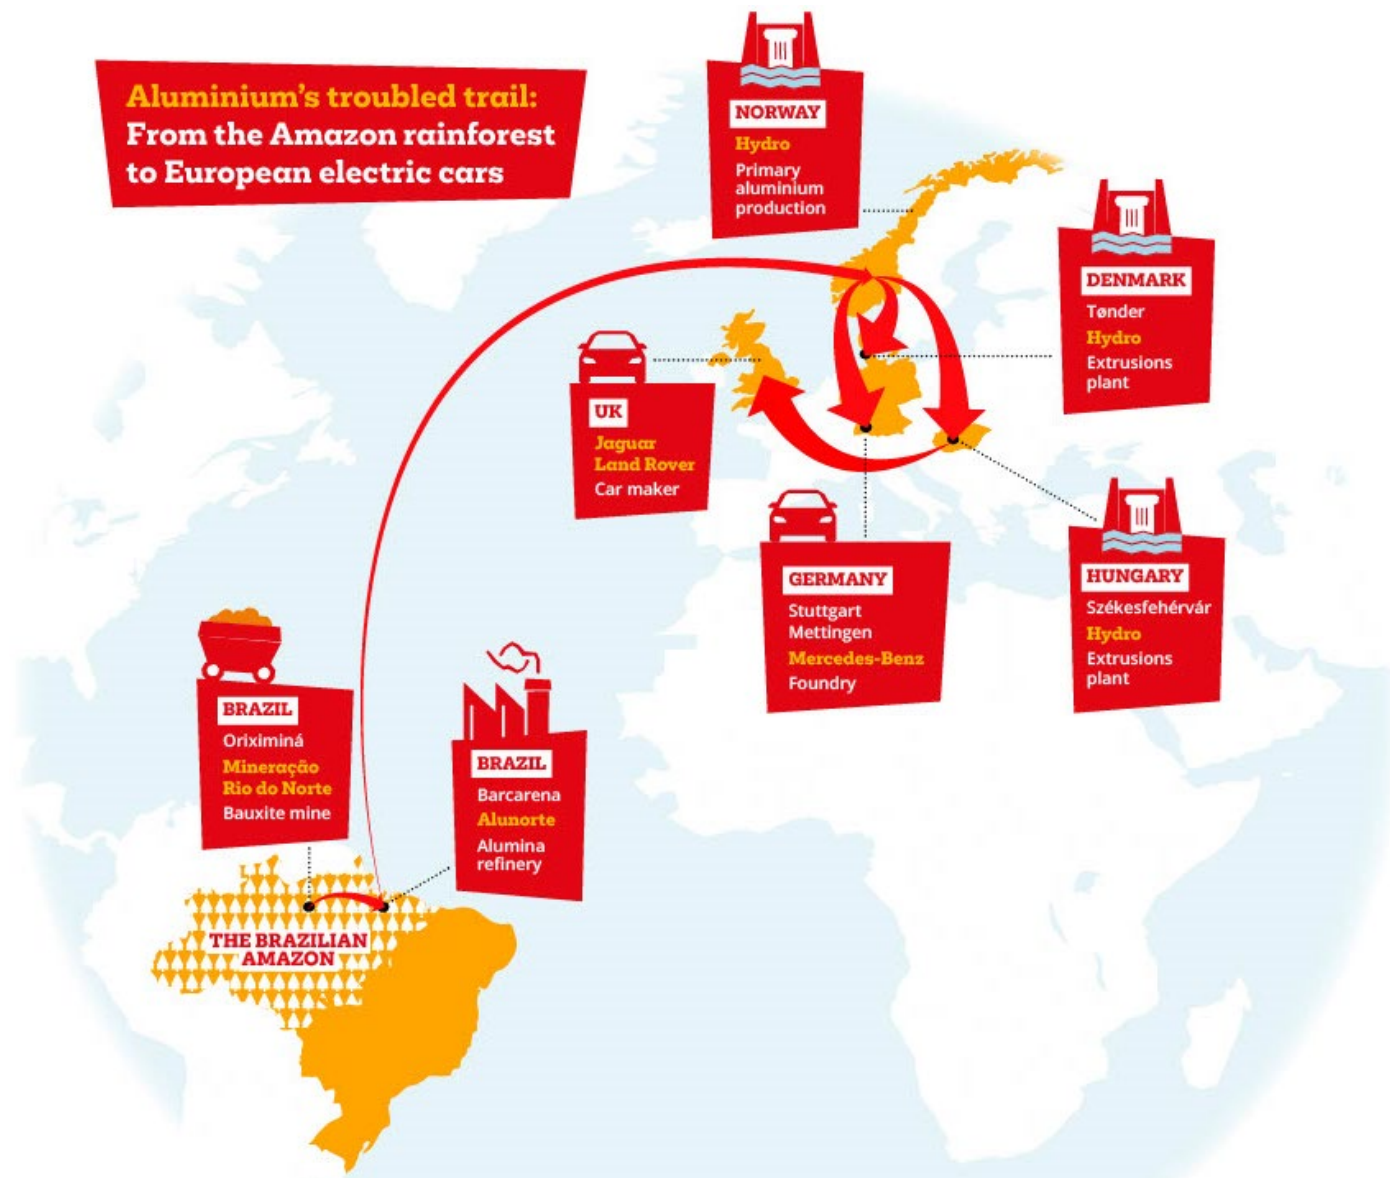 Aluminium's troubled trail:
From the Amazon rainforest
to European electric cars
NORWAY
Hydro
Primary
aluminium
production
DENMARK
Tønder
Hydro
Extrusions
plant
UK
Jaguar
Land Rover
Car maker
GERMANY
Stuttgart
Mettingen
Mercedes-Benz
Foundry
HUNGARY
Székesfehérvár
Hydro
Extrusions
plant
BRAZIL
Oriximiná
Mineração
Rio do Norte
Bauxite mine
BRAZIL
Barcarena
Alunorte
Alumina
refinery
THE BRAZILIAN
AMAZON